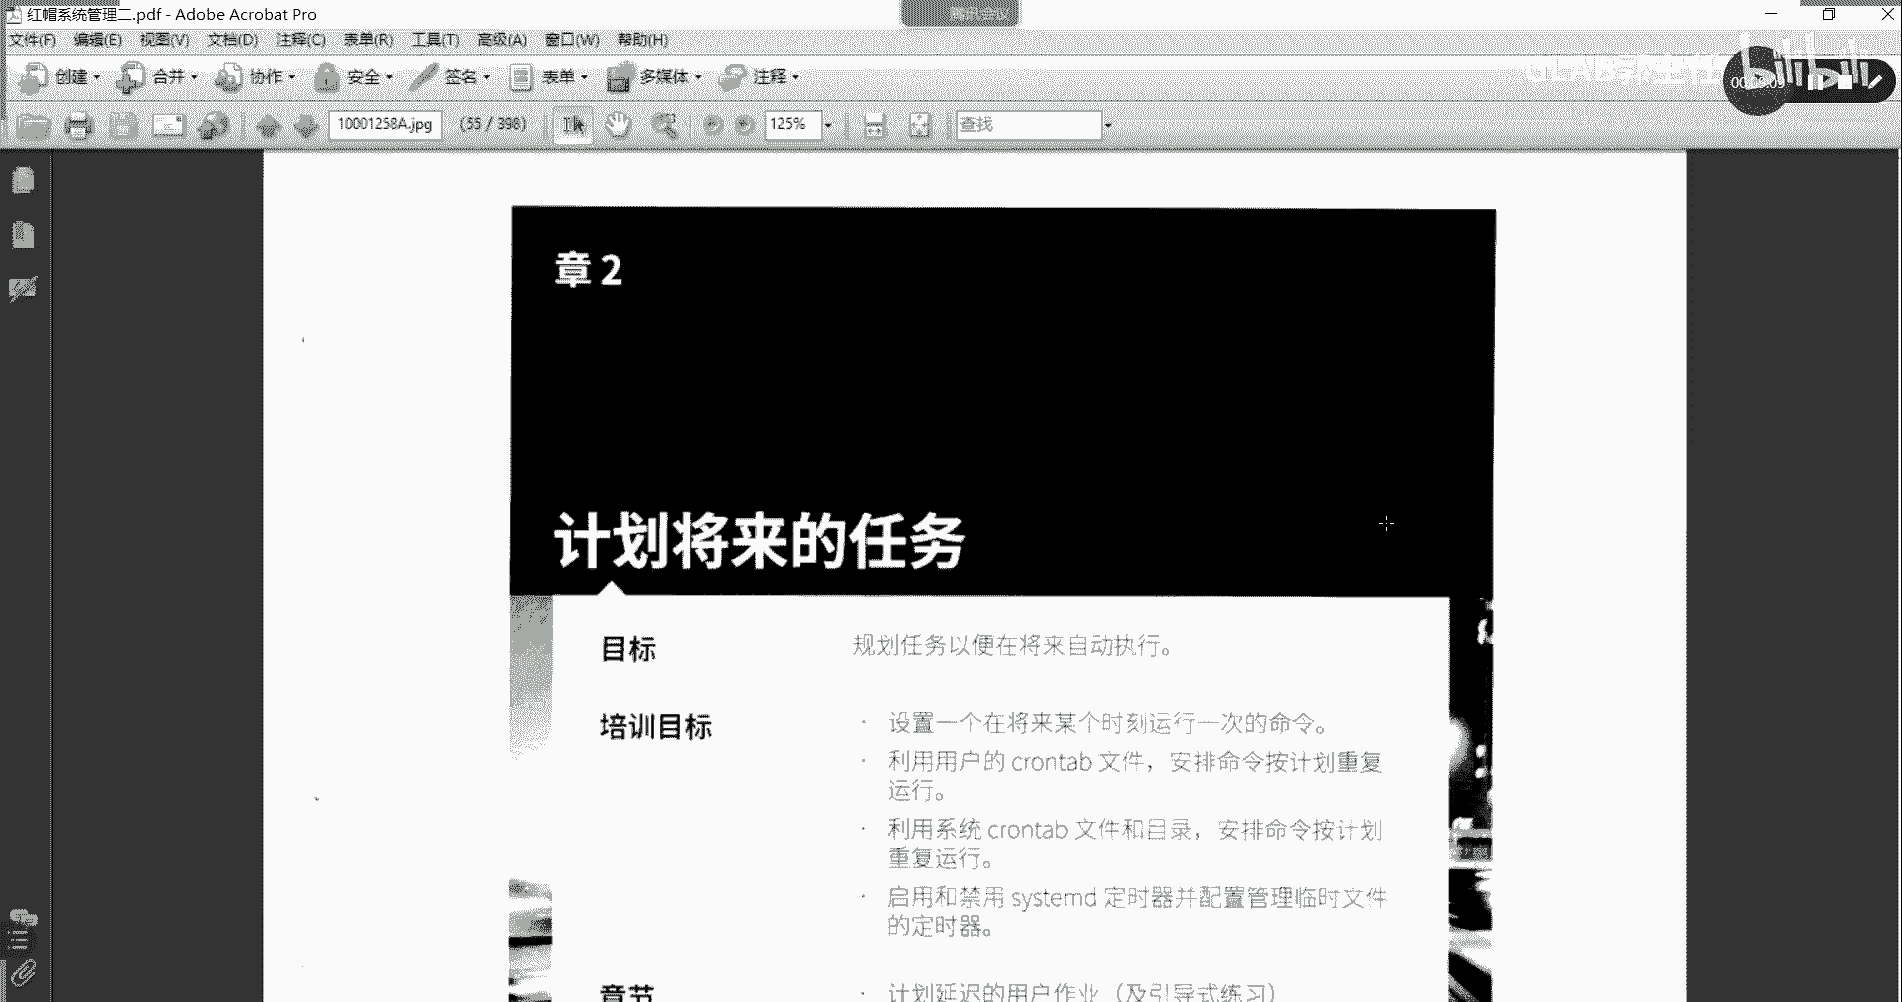 红帽系统管理二.pdf - Adobe Acrobat Pro
腾讯会议
文件(F) 编辑(E) 视图(V) 文档(D) 注释(C) 表单(R) 工具(T) 高级(A) 窗口(W) 帮助(H)
创建 合并 协作 安全 签名 表单 多媒体 注释
bilibili
10001258A.jpg (55 / 398) 125% 查找
章 2
计划将来的任务
目标
规划任务以便在将来自动执行。
培训目标
· 设置一个在将来某个时刻运行一次的命令。
· 利用用户的 crontab 文件，安排命令按计划重复
运行。
· 利用系统 crontab 文件和目录，安排命令按计划
重复运行。
· 启用和禁用 systemd 定时器并配置管理临时文件
的定时器。
章节
· 计划延迟的用户作业（及引导式练习）